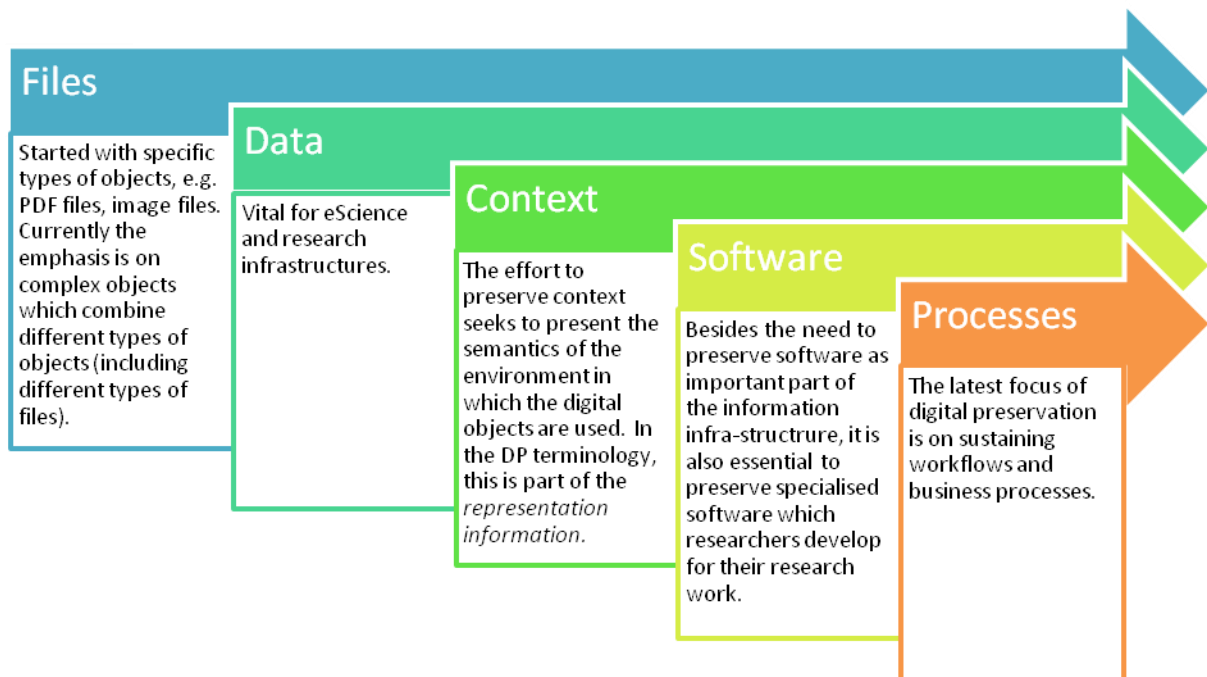 Files
Started with specific
types of objects, e.g.
PDF files, image files.
Currently the
emphasis is on
complex objects
which combine
different types of
objects (including
different types of
files).
Data
Vital for eScience
and research
infrastructures.
Context
The effort to
preserve context
seeks to present the
semantics of the
environment in
which the digital
objects are used. In
the DP terminology,
this is part of the
representation
information.
Software
Besides the need to
preserve software as
important part of
the information
infra-structrure, it is
also essential to
preserve specialised
software which
researchers develop
for their research
work.
Processes
The latest focus of
digital preservation
is on sustaining
workflows and
business processes.